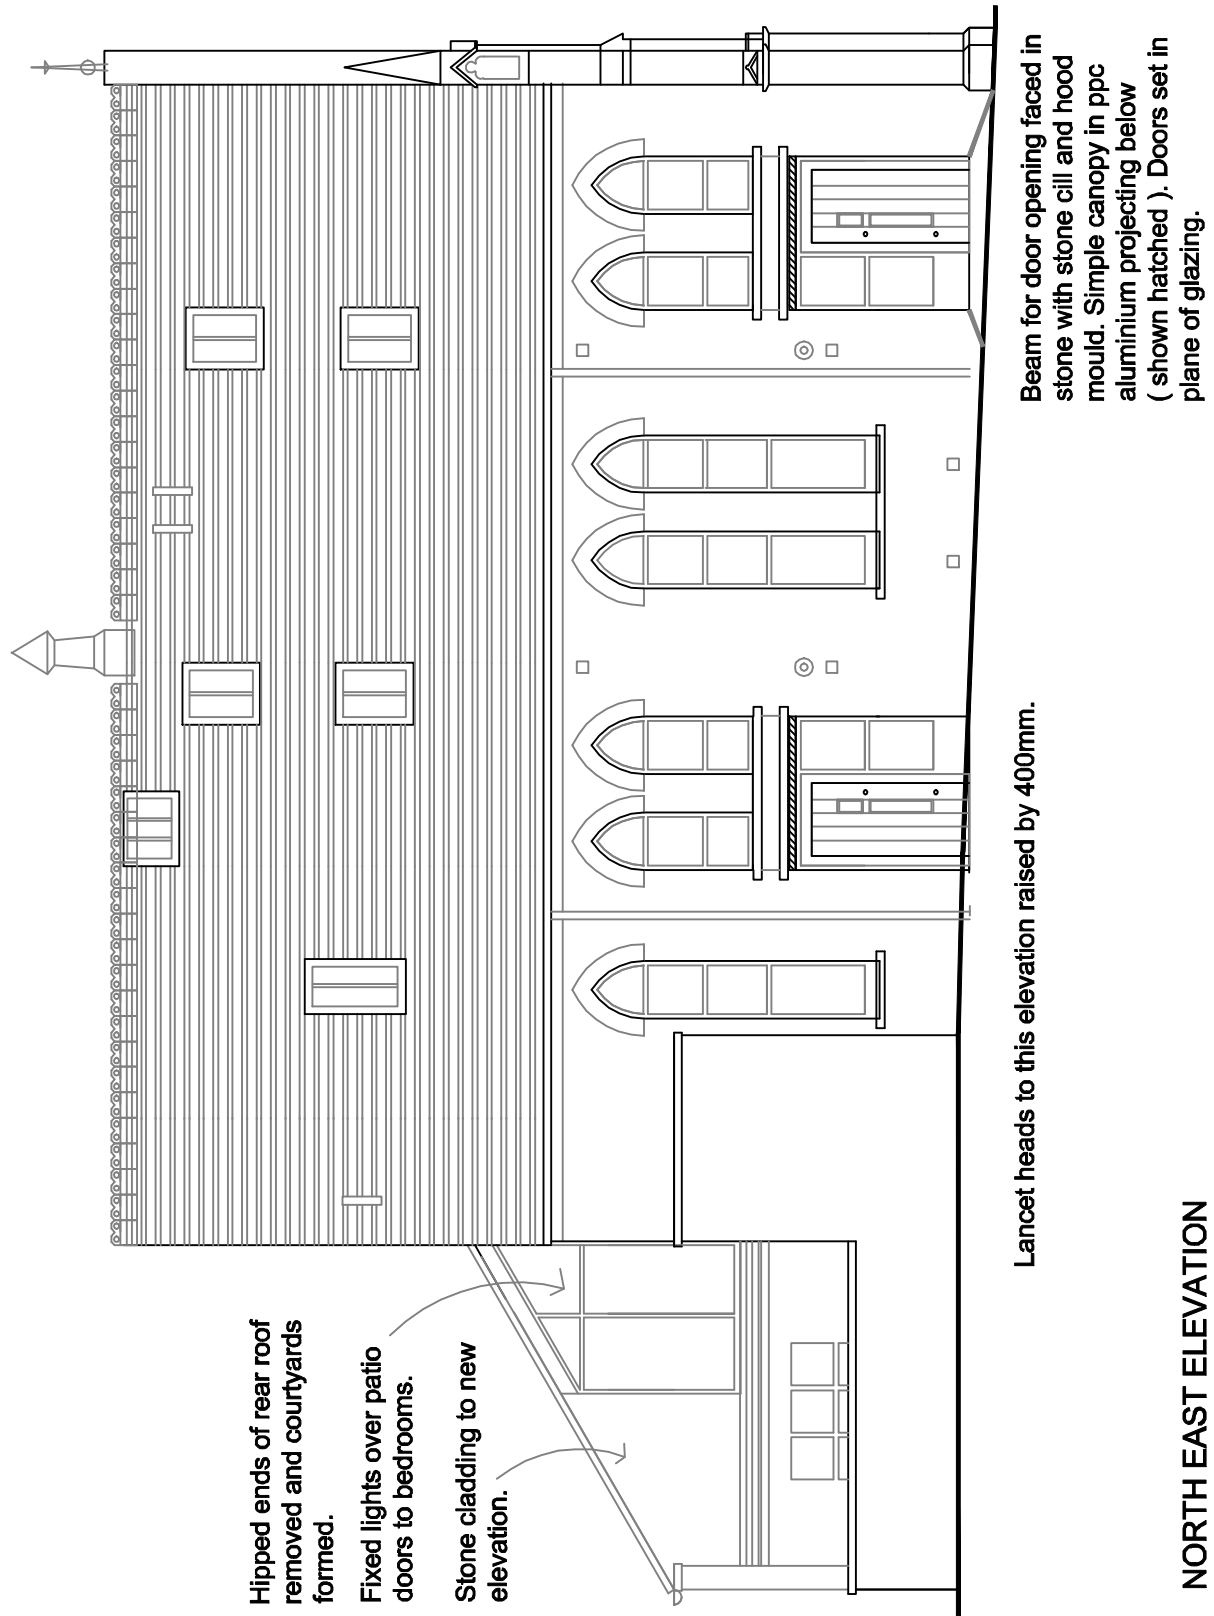 Hipped ends of rear roof
removed and courtyards
formed.
Fixed lights over patio
doors to bedrooms.
Stone cladding to new
elevation.
Lancet heads to this elevation raised by 400mm.
Beam for door opening faced in
stone with stone cill and hood
mould. Simple canopy in ppc
aluminium projecting below
( shown hatched ). Doors set in
plane of glazing.
NORTH EAST ELEVATION